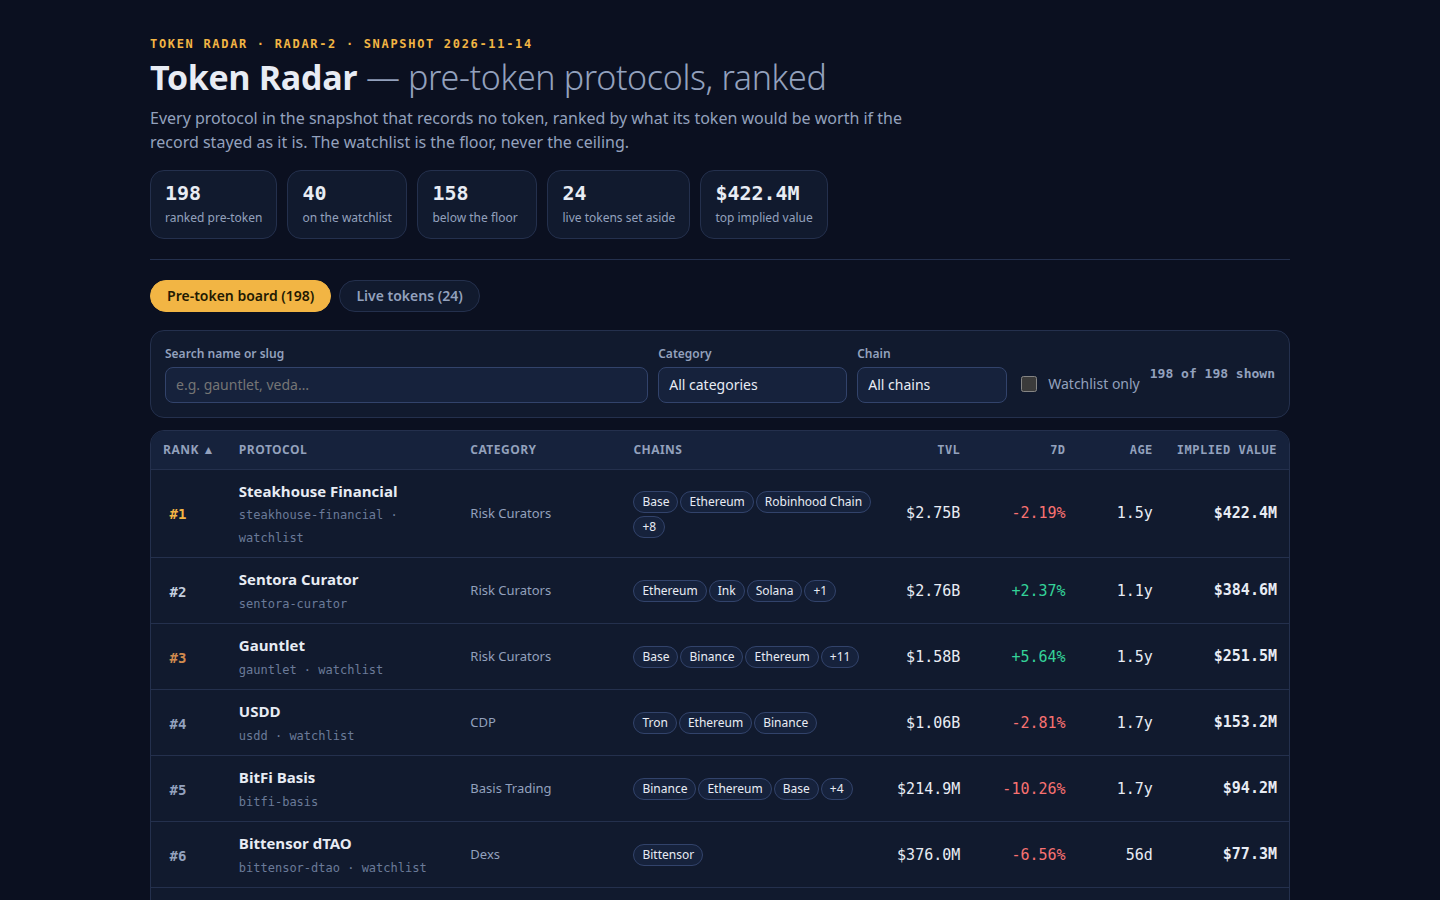 TOKEN RADAR · RADAR-2 · SNAPSHOT 2026-11-14
Token Radar — pre-token protocols, ranked
Every protocol in the snapshot that records no token, ranked by what its token would be worth if the
record stayed as it is. The watchlist is the floor, never the ceiling.
198 40 158 24 $422.4M
ranked pre-token on the watchlist below the floor live tokens set aside top implied value
Pre-token board (198) Live tokens (24)
Search name or slug Category Chain
e.g. gauntlet, veda... All categories All chains Watchlist only 198 of 198 shown
RANK ▲ PROTOCOL CATEGORY CHAINS TVL 7D AGE IMPLIED VALUE
#1 Steakhouse Financial Risk Curators Base Ethereum Robinhood Chain $2.75B -2.19% 1.5y $422.4M
steakhouse-financial · +8
watchlist
#2 Sentora Curator Risk Curators Ethereum Ink Solana +1 $2.76B +2.37% 1.1y $384.6M
sentora-curator
#3 Gauntlet Risk Curators Base Binance Ethereum +11 $1.58B +5.64% 1.5y $251.5M
gauntlet · watchlist
#4 USDD CDP Tron Ethereum Binance $1.06B -2.81% 1.7y $153.2M
usdd · watchlist
#5 BitFi Basis Basis Trading Binance Ethereum Base +4 $214.9M -10.26% 1.7y $94.2M
bitfi-basis
#6 Bittensor dTAO Dexs Bittensor $376.0M -6.56% 56d $77.3M
bittensor-dtao · watchlist